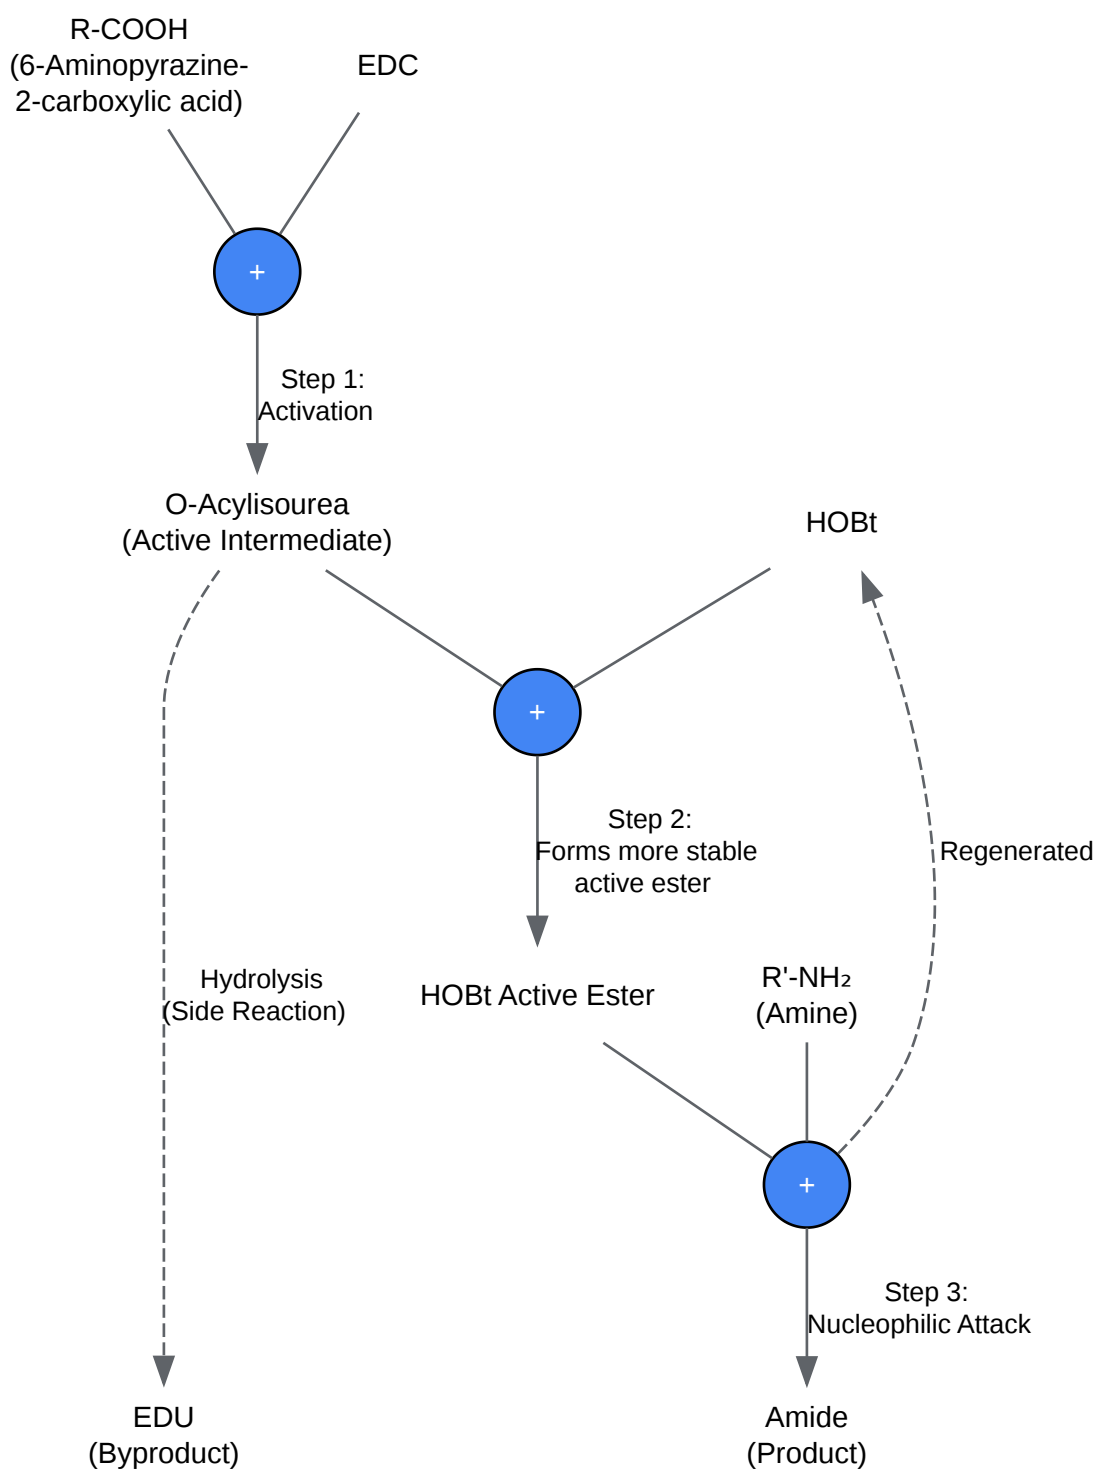 R-COOH
(6-Aminopyrazine-
2-carboxylic acid)
EDC
+
Step 1:
Activation
O-Acylisourea
(Active Intermediate)
HOBt
+
Step 2:
Forms more stable
active ester
Regenerated
Hydrolysis
(Side Reaction)
HOBt Active Ester
R'-NH₂
(Amine)
+
Step 3:
Nucleophilic Attack
EDU
(Byproduct)
Amide
(Product)